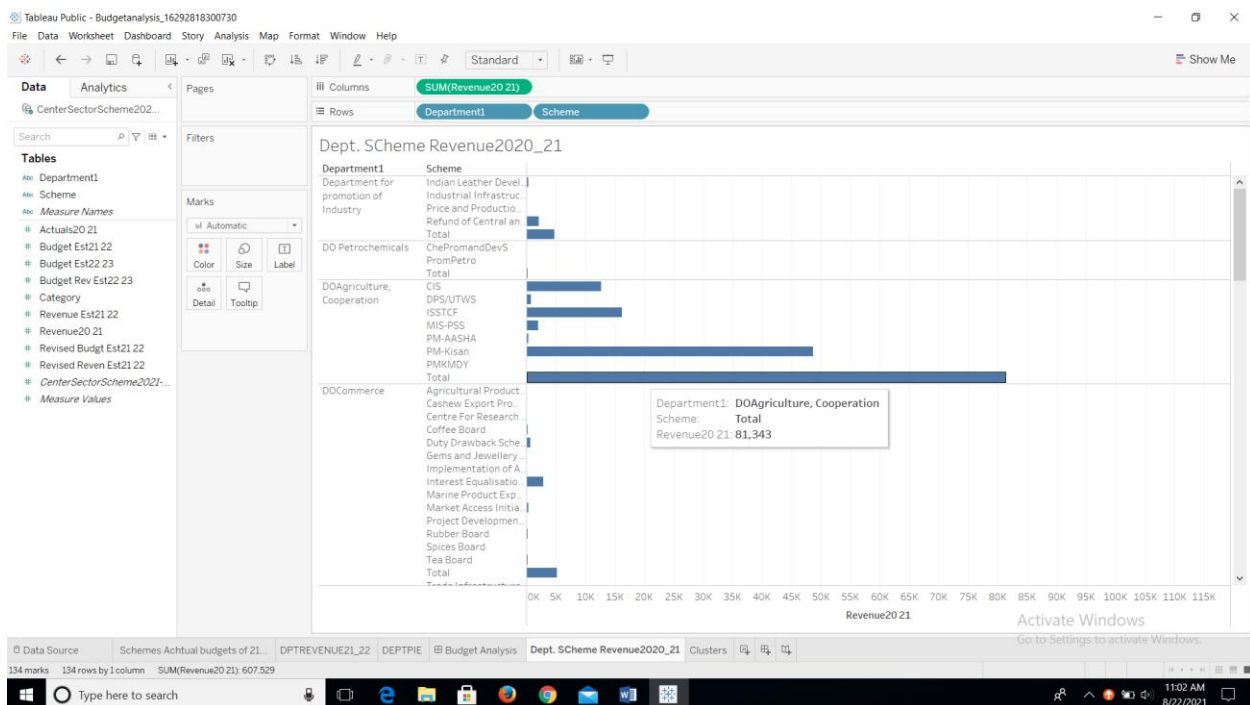 Tableau Public - Budgetanalysis_16292818300730
File Data Worksheet Dashboard Story Analysis Map Format Window Help
Standard
Show Me
Data Analytics
CenterSectorScheme202...
Search
Tables
Abc Department1
Abc Scheme
Abc Measure Names
# Actuals20 21
# Budget Est21 22
# Budget Est22 23
# Budget Rev Est22 23
# Category
# Revenue Est21 22
# Revenue20 21
# Revised Budgt Est21 22
# Revised Reven Est21 22
# CenterSectorScheme2021-...
# Measure Values
Pages
Filters
Marks
Automatic
Color Size Label
Detail Tooltip
Columns SUM(Revenue20 21)
Rows Department1 Scheme
Dept. SCheme Revenue2020_21
Department1 Scheme
Department for promotion of Industry
Indian Leather Devel..
Industrial Infrastruc..
Price and Productio..
Refund of Central an..
Total
DO Petrochemicals
ChePromandDevS
PromPetro
Total
DOAgriculture, Cooperation
CIS
DPS/UTWS
ISSTCF
MIS-PSS
PM-AASHA
PM-Kisan
PMKMDY
Total
DOCommerce
Agricultural Product..
Cashew Export Pro..
Centre For Research ..
Coffee Board
Duty Drawback Sche..
Gems and Jewellery ..
Implementation of A..
Interest Equalisatio..
Marine Product Exp..
Market Access Initia..
Project Developmen..
Rubber Board
Spices Board
Tea Board
Total
Department1: DOAgriculture, Cooperation
Scheme: Total
Revenue20 21: 81,343
0K 5K 10K 15K 20K 25K 30K 35K 40K 45K 50K 55K 60K 65K 70K 75K 80K 85K 90K 95K 100K 105K 110K 115K
Revenue20 21
Activate Windows
Go to Settings to activate Windows.
Data Source Schemes Achtual budgets of 21... DPTREVENUE21_22 DEPTPIE Budget Analysis Dept. SCheme Revenue2020_21 Clusters
134 marks 134 rows by 1 column SUM(Revenue20 21): 607,529
Type here to search
11:02 AM
8/22/2021